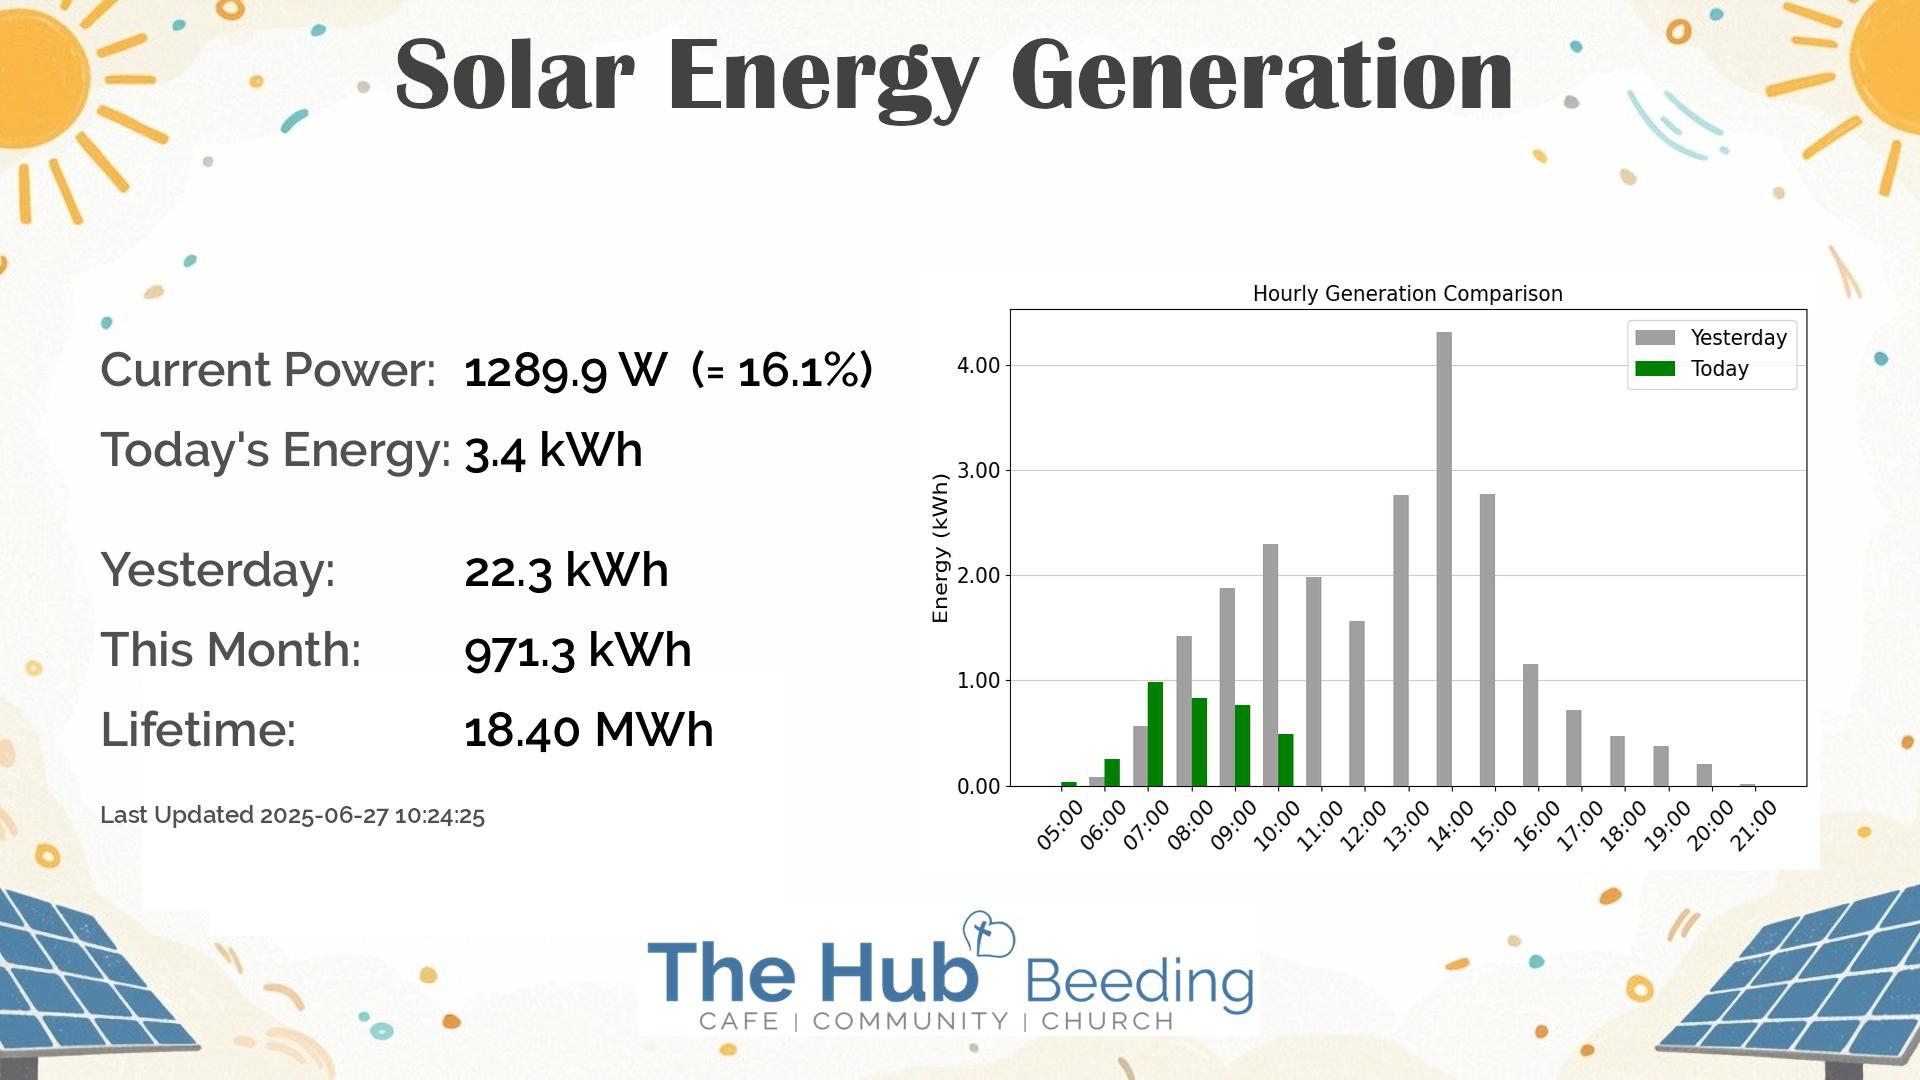 Solar Energy Generation
Current Power: 1289.9 W (= 16.1%)
Today's Energy: 3.4 kWh
Yesterday: 22.3 kWh
This Month: 971.3 kWh
Lifetime: 18.40 MWh
Last Updated 2025-06-27 10:24:25
Hourly Generation Comparison
Yesterday
Today
Energy (kWh)
4.00
3.00
2.00
1.00
0.00
05:00 06:00 07:00 08:00 09:00 10:00 11:00 12:00 13:00 14:00 15:00 16:00 17:00 18:00 19:00 20:00 21:00
The Hub Beeding
CAFE | COMMUNITY | CHURCH